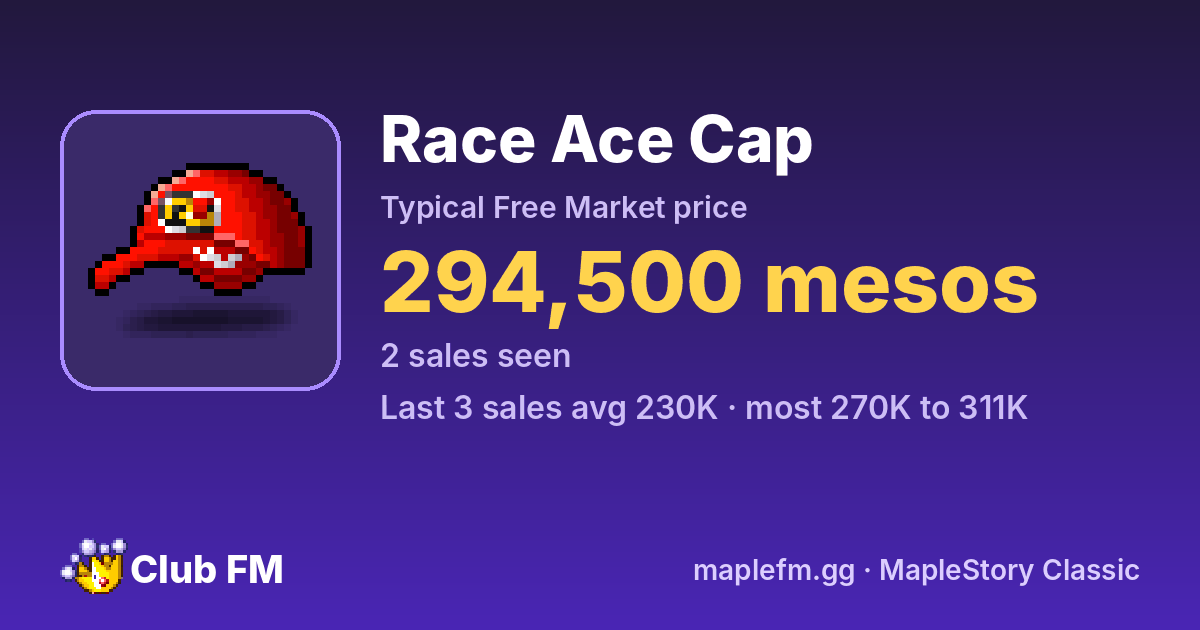 Race Ace Cap
Typical Free Market price
294,500 mesos
2 sales seen
Last 3 sales avg 230K · most 270K to 311K
Club FM
maplefm.gg · MapleStory Classic